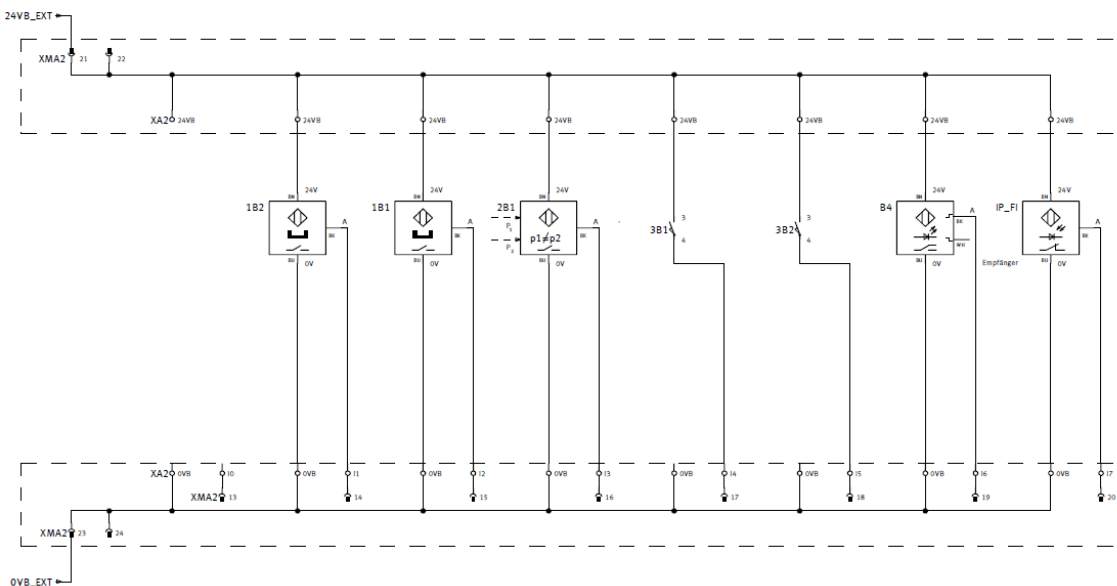 24VB_EXT
XMA2 21 22
XA2 24VB 24VB 24VB 24VB 24VB 24VB 24VB 24VB
24V 24V 24V 24V 24V
BN BN BN BN BN
1B2 1B1 2B1 B4 IP_FI
A A A 3 3 A A
P1
BK BK BK BK BK
3B1 3B2
p1≠p2
P2
4 4 WH
BU BU BU BU BU
0V 0V 0V 0V Empfänger 0V
XA2 0VB I0 0VB I1 0VB I2 0VB I3 0VB I4 0VB I5 0VB I6 0VB I7
XMA2 13 14 15 16 17 18 19 20
XMA2 23 24
0VB_EXT